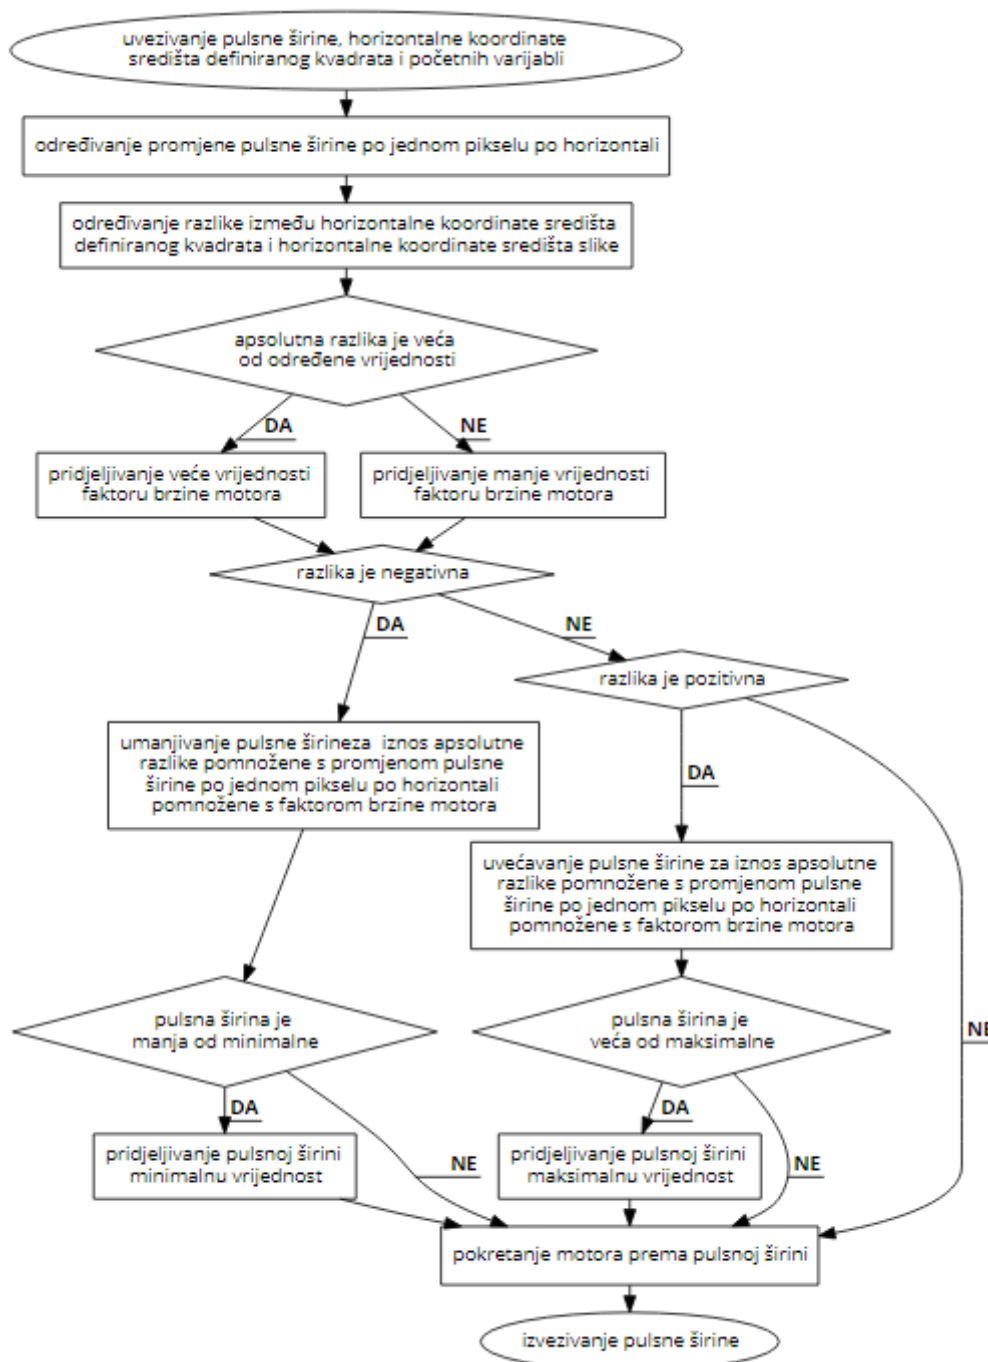 uvezivanje pulsne širine, horizontalne koordinate
središta definiranog kvadrata i početnih varijabli
određivanje promjene pulsne širine po jednom pikselu po horizontali
određivanje razlike između horizontalne koordinate središta
definiranog kvadrata i horizontalne koordinate središta slike
apsolutna razlika je veća
od određene vrijednosti
DA
NE
pridjeljivanje veće vrijednosti
faktoru brzine motora
pridjeljivanje manje vrijednosti
faktoru brzine motora
razlika je negativna
DA
NE
razlika je pozitivna
umanjivanje pulsne širineza  iznos apsolutne
razlike pomnožene s promjenom pulsne
širine po jednom pikselu po horizontali
pomnožene s faktorom brzine motora
DA
uvećavanje pulsne širine za iznos apsolutne
razlike pomnožene s promjenom pulsne
širine po jednom pikselu po horizontali
pomnožene s faktorom brzine motora
pulsna širina je
manja od minimalne
pulsna širina je
veća od maksimalne
NE
DA
DA
pridjeljivanje pulsnoj širini
minimalnu vrijednost
NE
pridjeljivanje pulsnoj širini
maksimalnu vrijednost
NE
pokretanje motora prema pulsnoj širini
izvezivanje pulsne širine